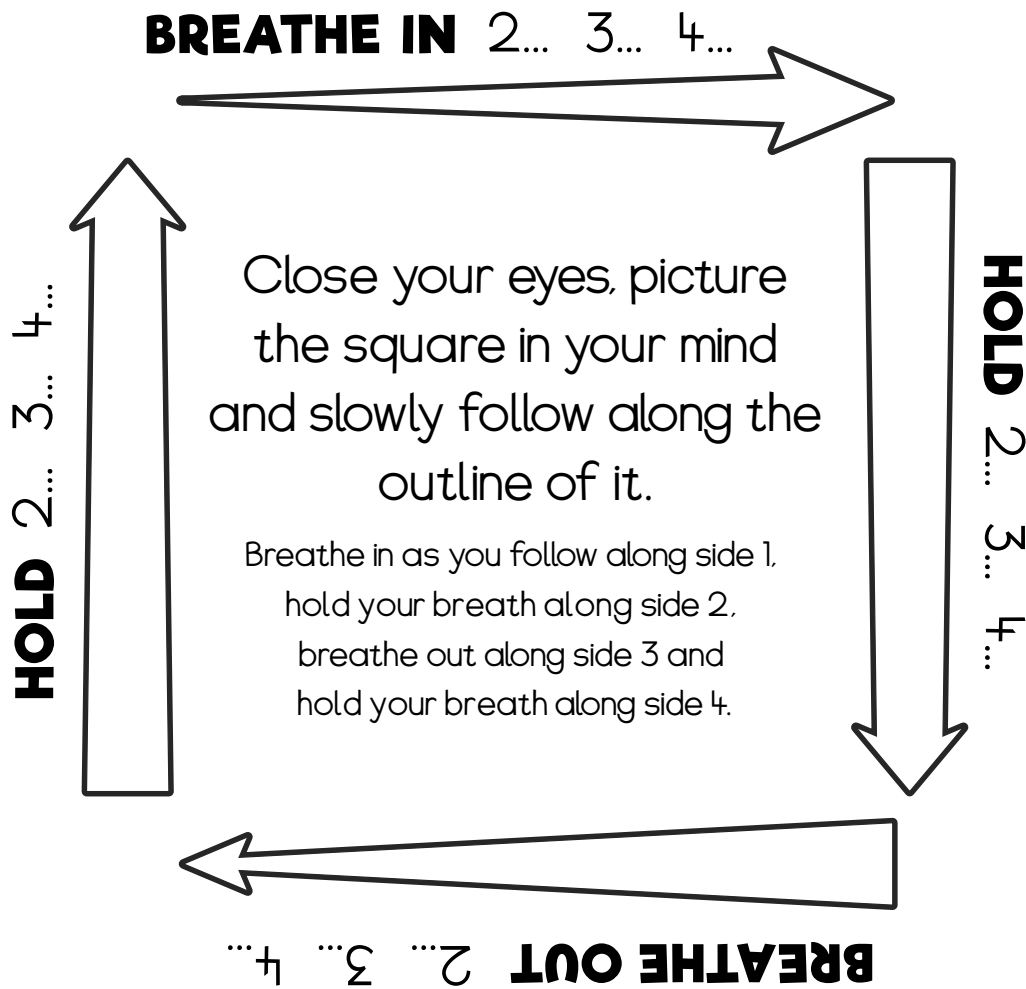 BREATHE IN 2... 3... 4...
HOLD 2... 3... 4...
Close your eyes, picture
the square in your mind
and slowly follow along the
outline of it.
Breathe in as you follow along side 1,
hold your breath along side 2,
breathe out along side 3 and
hold your breath along side 4.
BREATHE OUT 2... 3... 4...
HOLD 2... 3... 4...